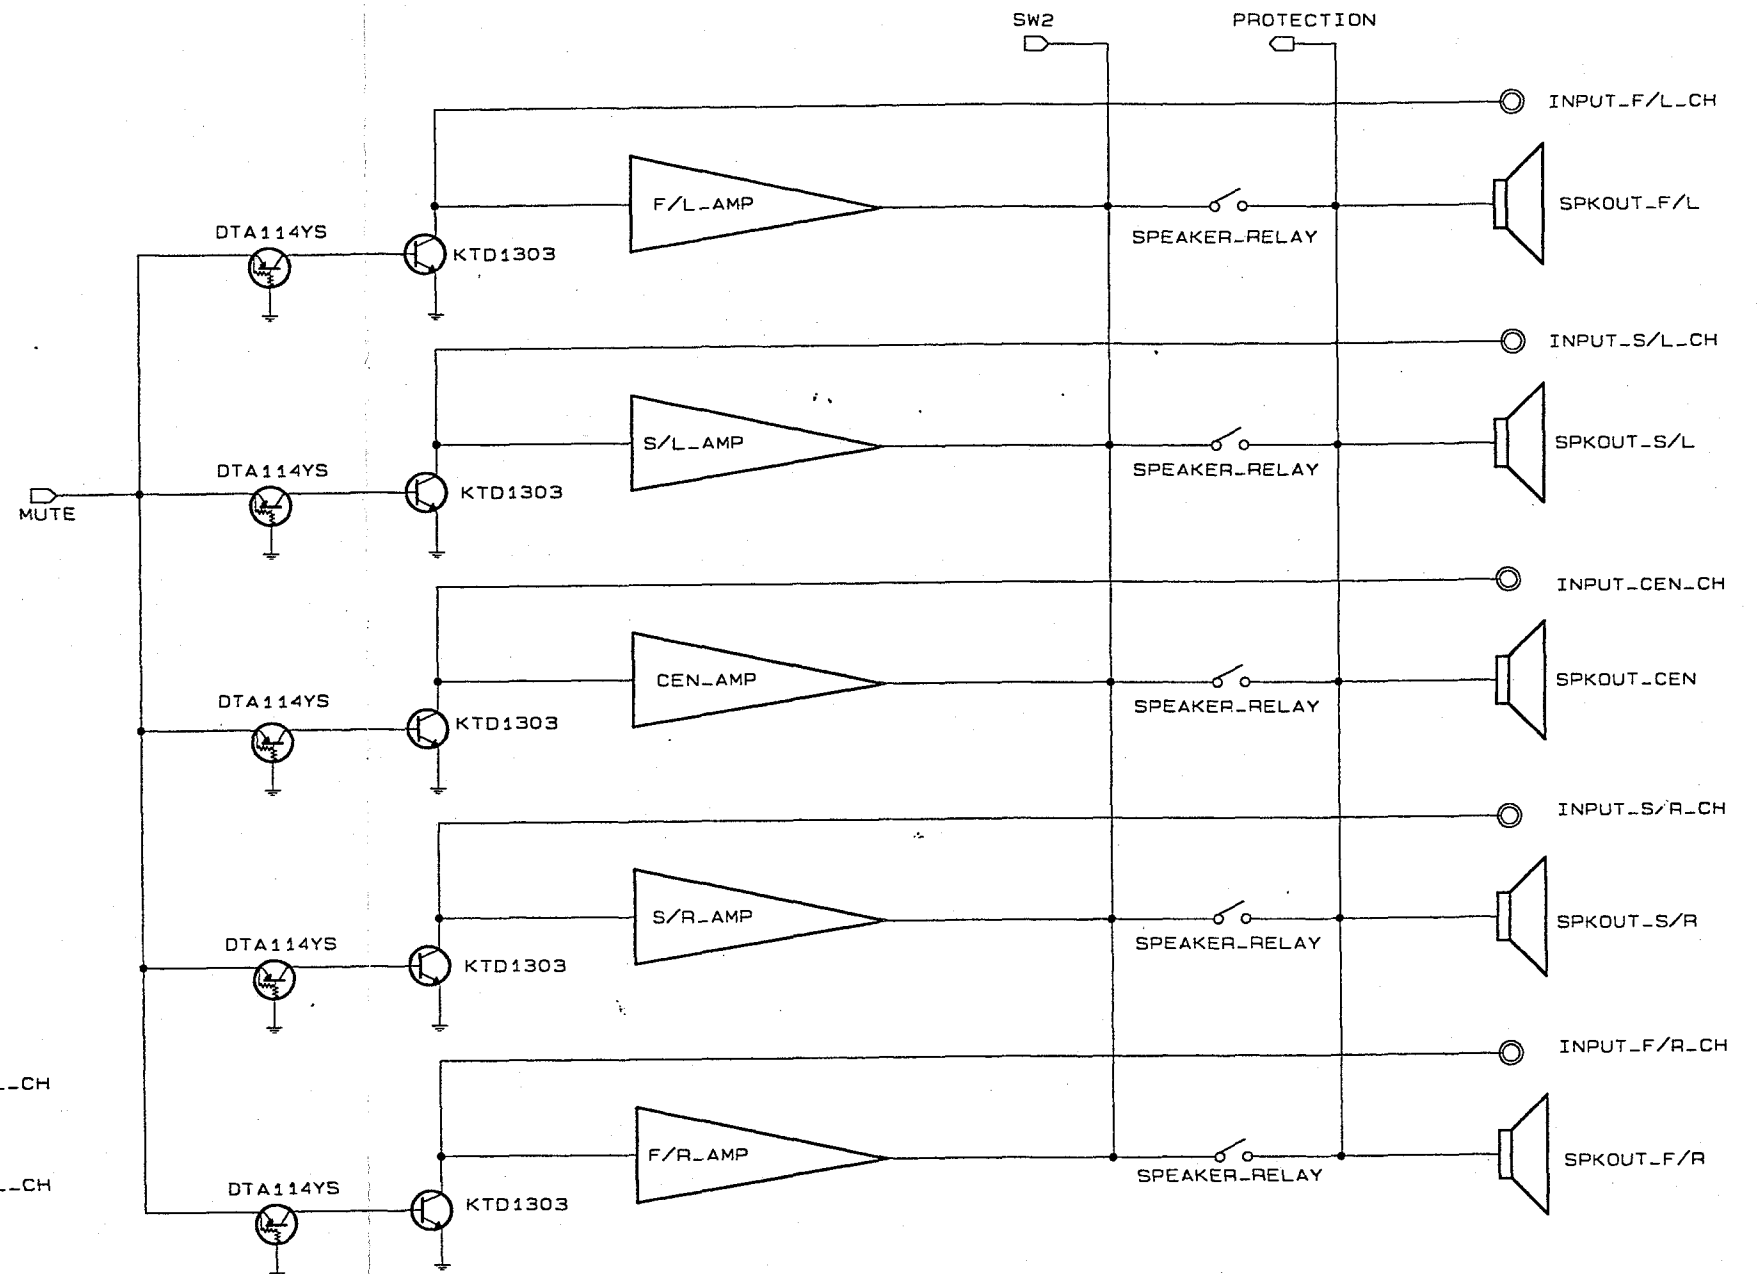 SW2
PROTECTION
INPUT_F/L_CH
F/L_AMP
SPKOUT_F/L
DTA114YS
SPEAKER_RELAY
KTD1303
INPUT_S/L_CH
S/L_AMP
SPKOUT_S/L
DTA114YS
SPEAKER_RELAY
KTD1303
MUTE
INPUT_CEN_CH
CEN_AMP
SPKOUT_CEN
DTA114YS
SPEAKER_RELAY
KTD1303
INPUT_S/R_CH
S/R_AMP
SPKOUT_S/R
DTA114YS
SPEAKER_RELAY
KTD1303
INPUT_F/R_CH
_CH
F/R_AMP
SPKOUT_F/R
SPEAKER_RELAY
_CH
DTA114YS
KTD1303